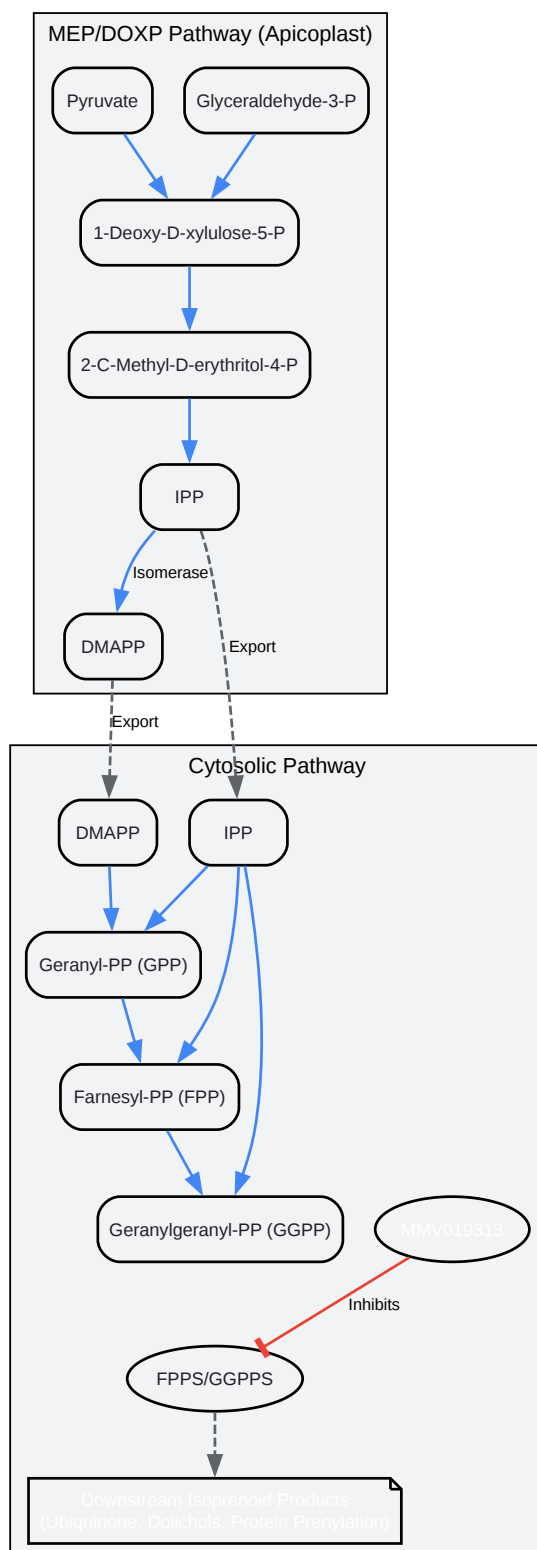 MEP/DOXP Pathway (Apicoplast)
Pyruvate
Glyceraldehyde-3-P
1-Deoxy-D-xylulose-5-P
2-C-Methyl-D-erythritol-4-P
IPP
Isomerase
Export
DMAPP
Export
Cytosolic Pathway
DMAPP
IPP
Geranyl-PP (GPP)
Farnesyl-PP (FPP)
Geranylgeranyl-PP (GGPP)
MMV019313
Inhibits
FPPS/GGPPS
Downstream Isoprenoid Products
(Ubiquinone, Dolichols, Protein Prenylation)